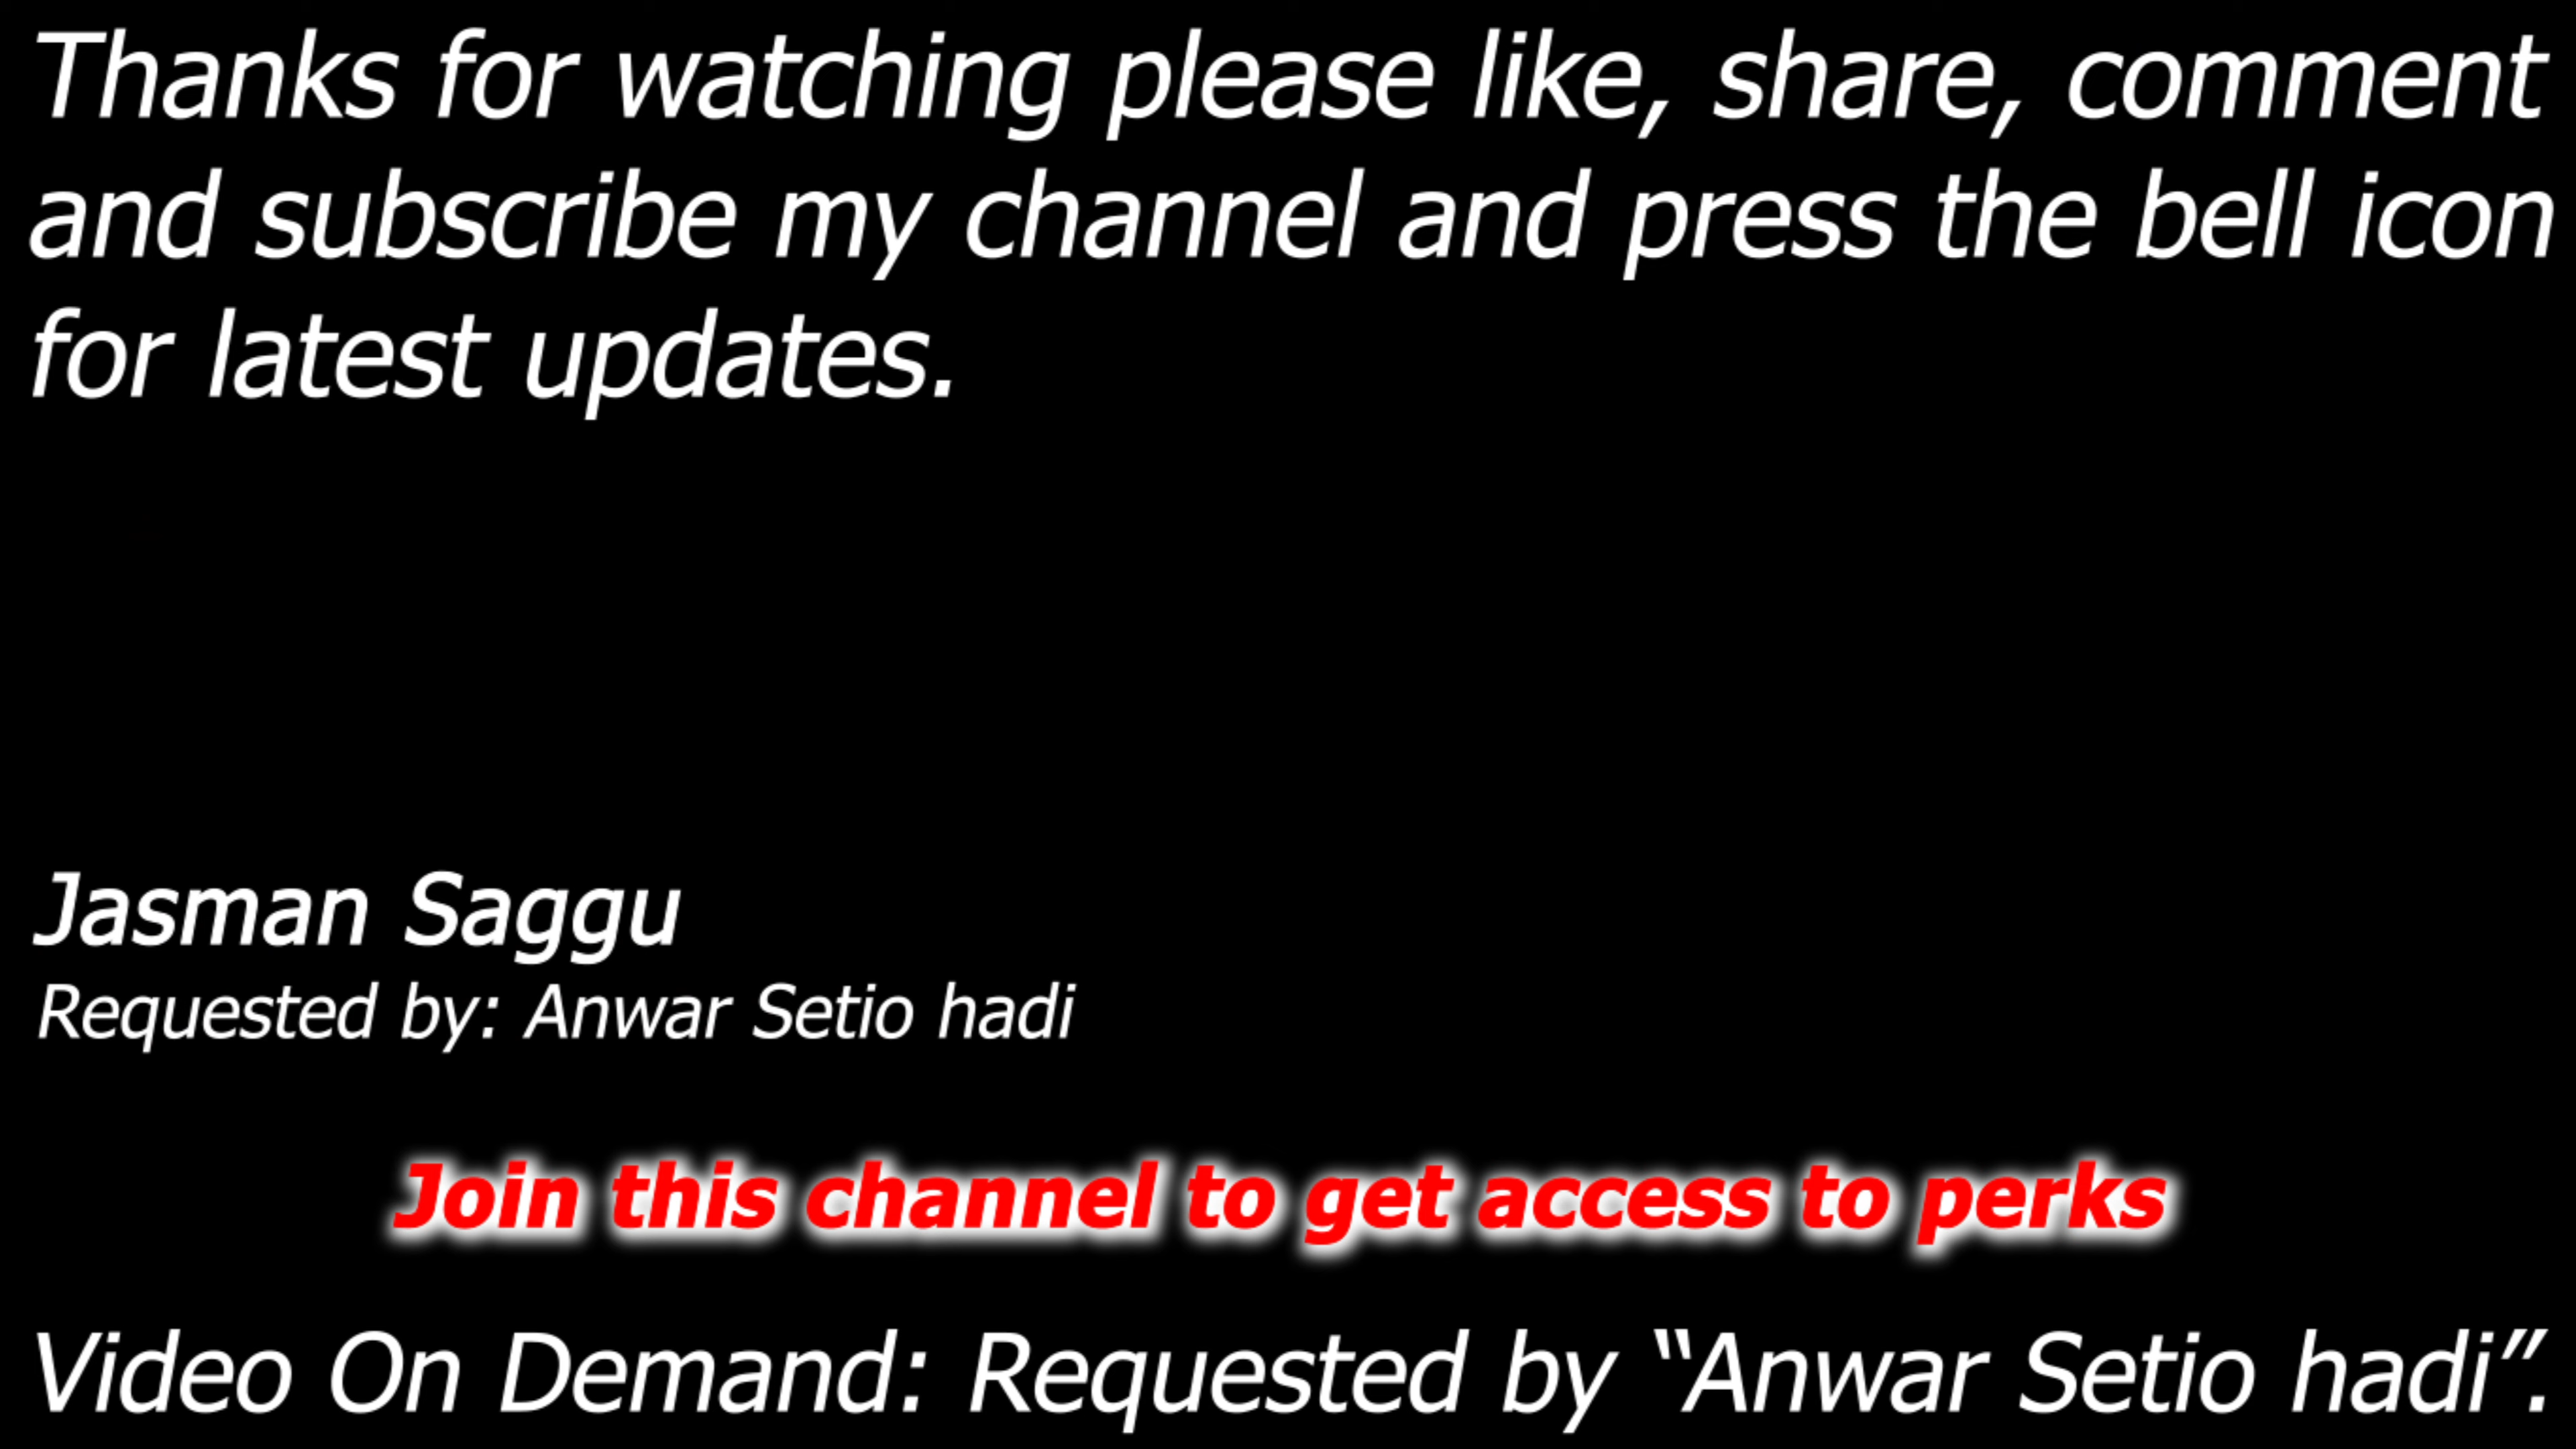 Thanks for watching please like, share, comment
and subscribe my channel and press the bell icon
for latest updates.
Jasman Saggu
Requested by: Anwar Setio hadi
Join this channel to get access to perks
Video On Demand: Requested by “Anwar Setio hadi”.